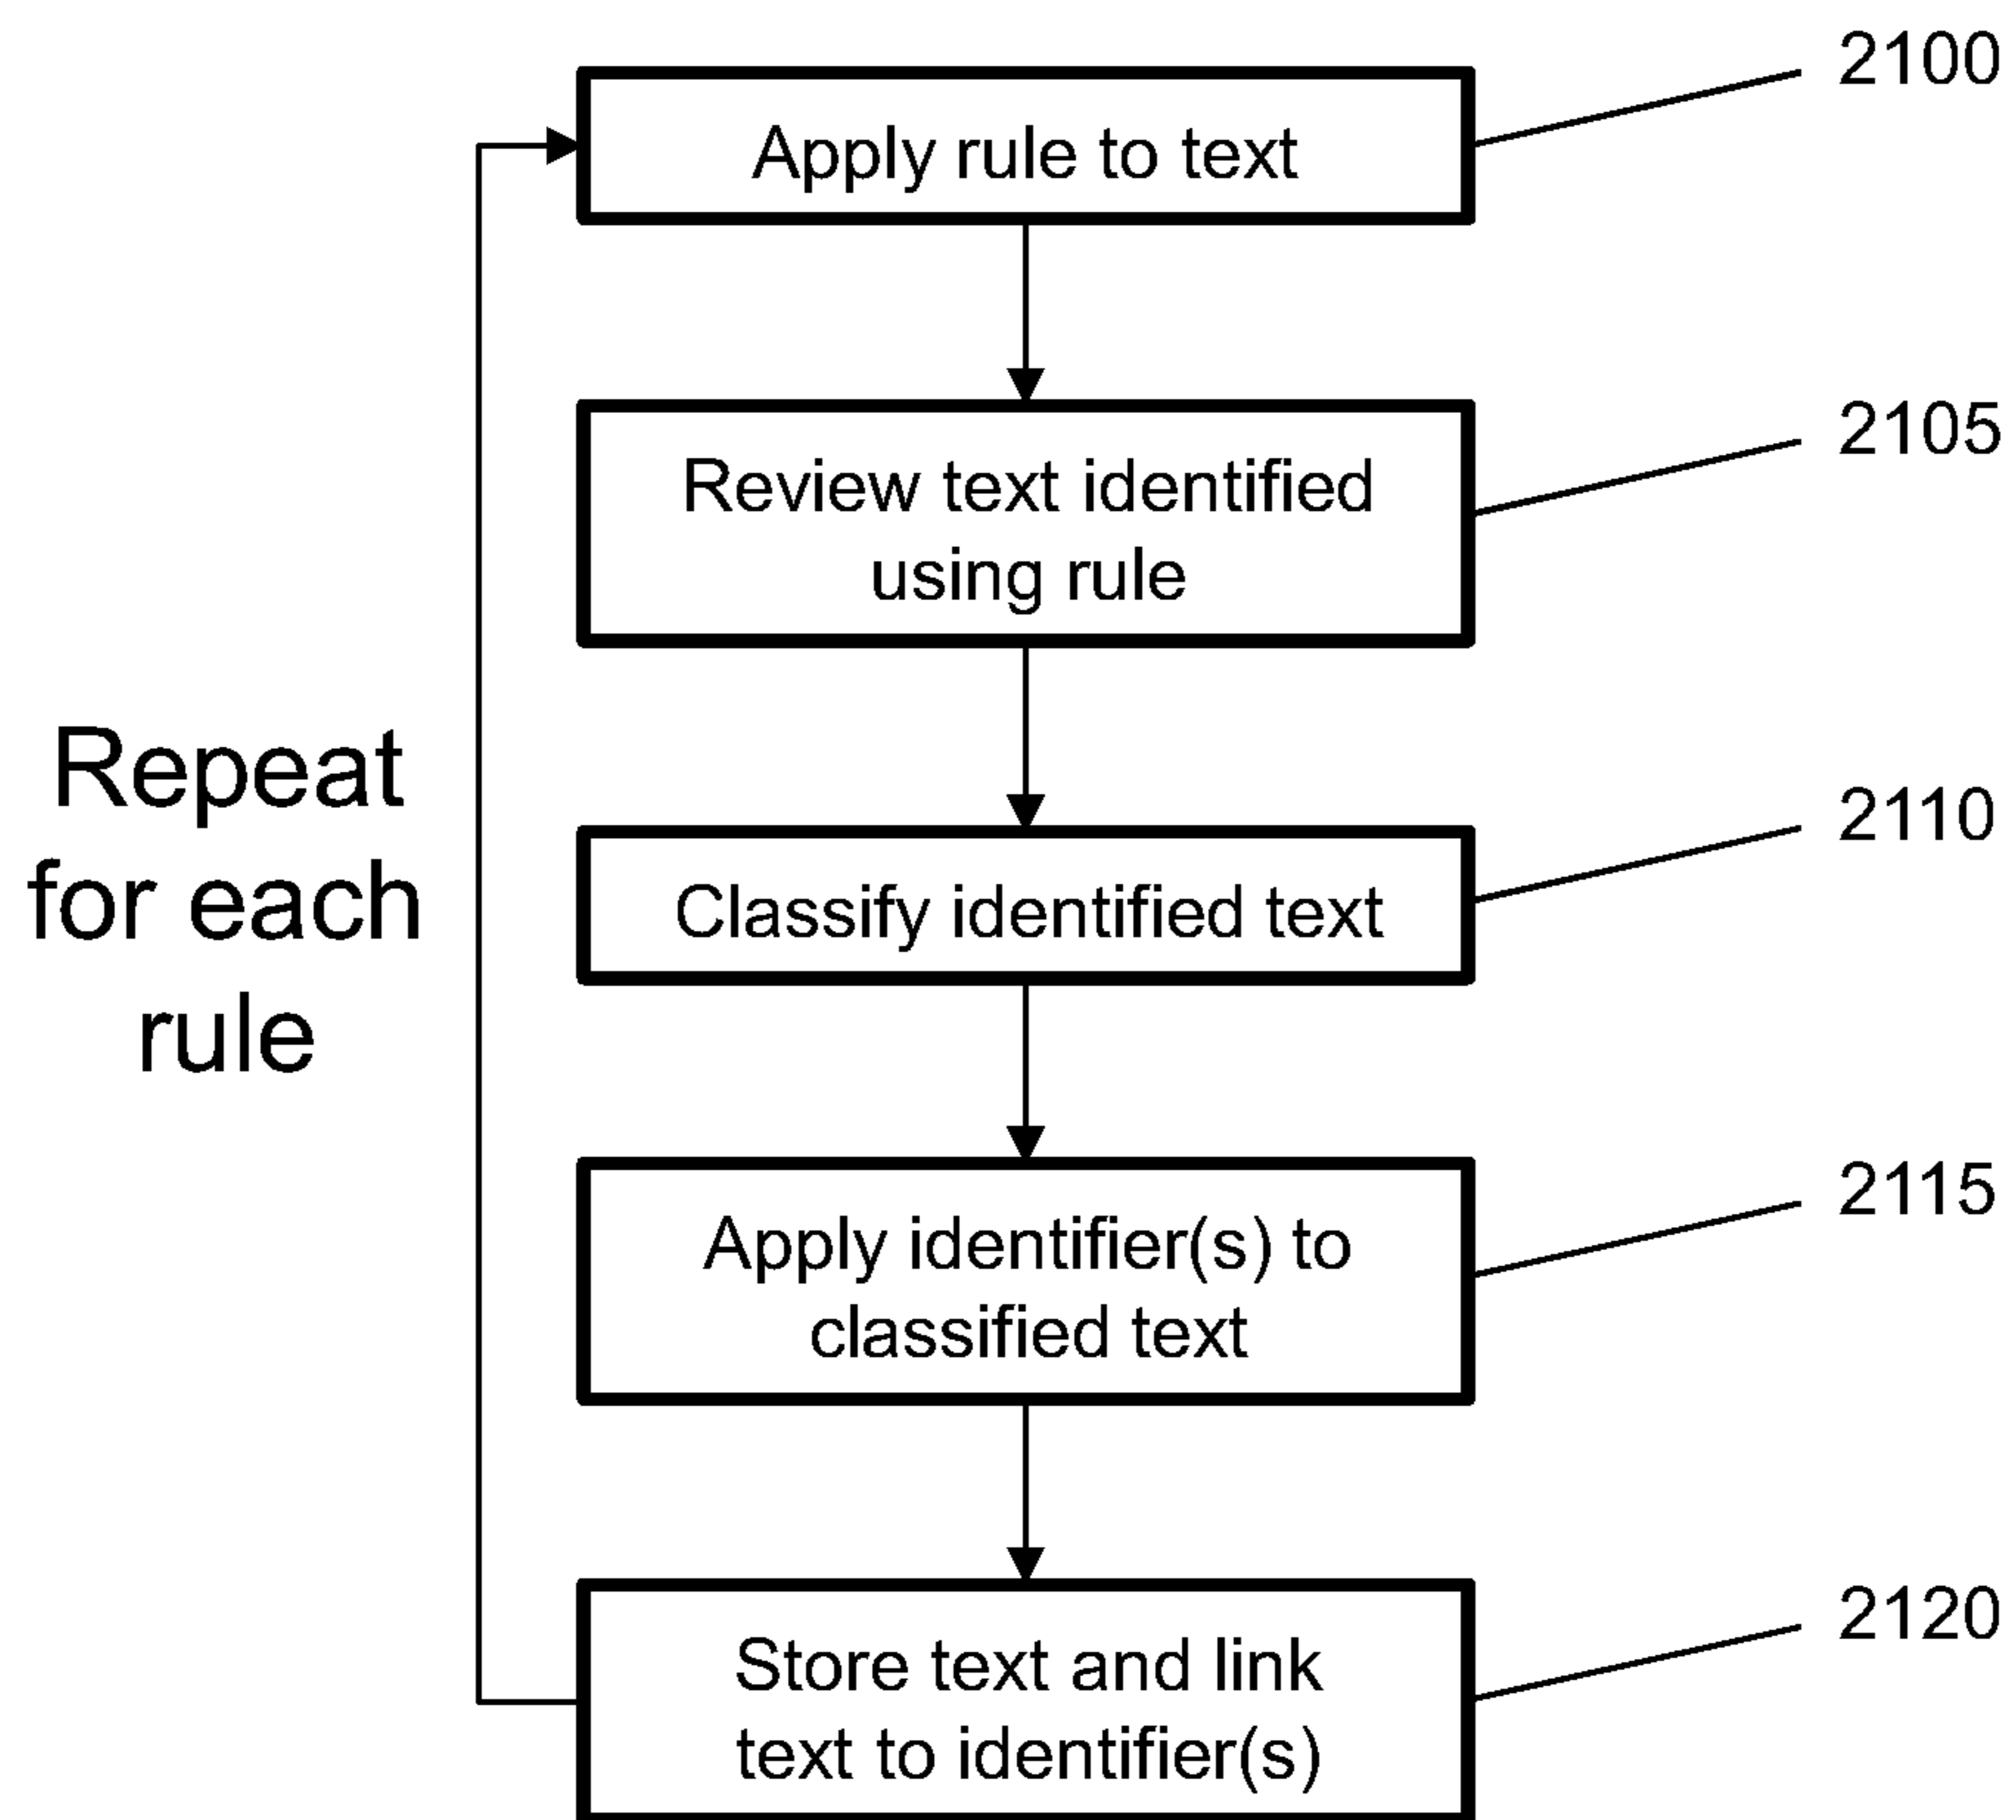 2100
Apply rule to text
2105
Review text identified
using rule
Repeat
for each
rule
2110
Classify identified text
2115
Apply identifier(s) to
classified text
2120
Store text and link
text to identifier(s)